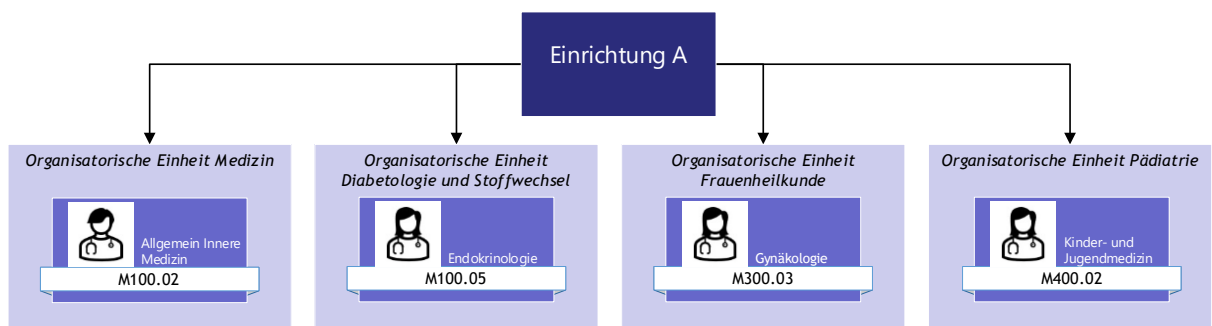 Einrichtung A
Organisatorische Einheit Medizin
Allgemein Innere
Medizin
M100.02
Organisatorische Einheit
Diabetologie und Stoffwechsel
Endokrinologie
M100.05
Organisatorische Einheit
Frauenheilkunde
Gynäkologie
M300.03
Organisatorische Einheit Pädiatrie
Kinder- und
Jugendmedizin
M400.02